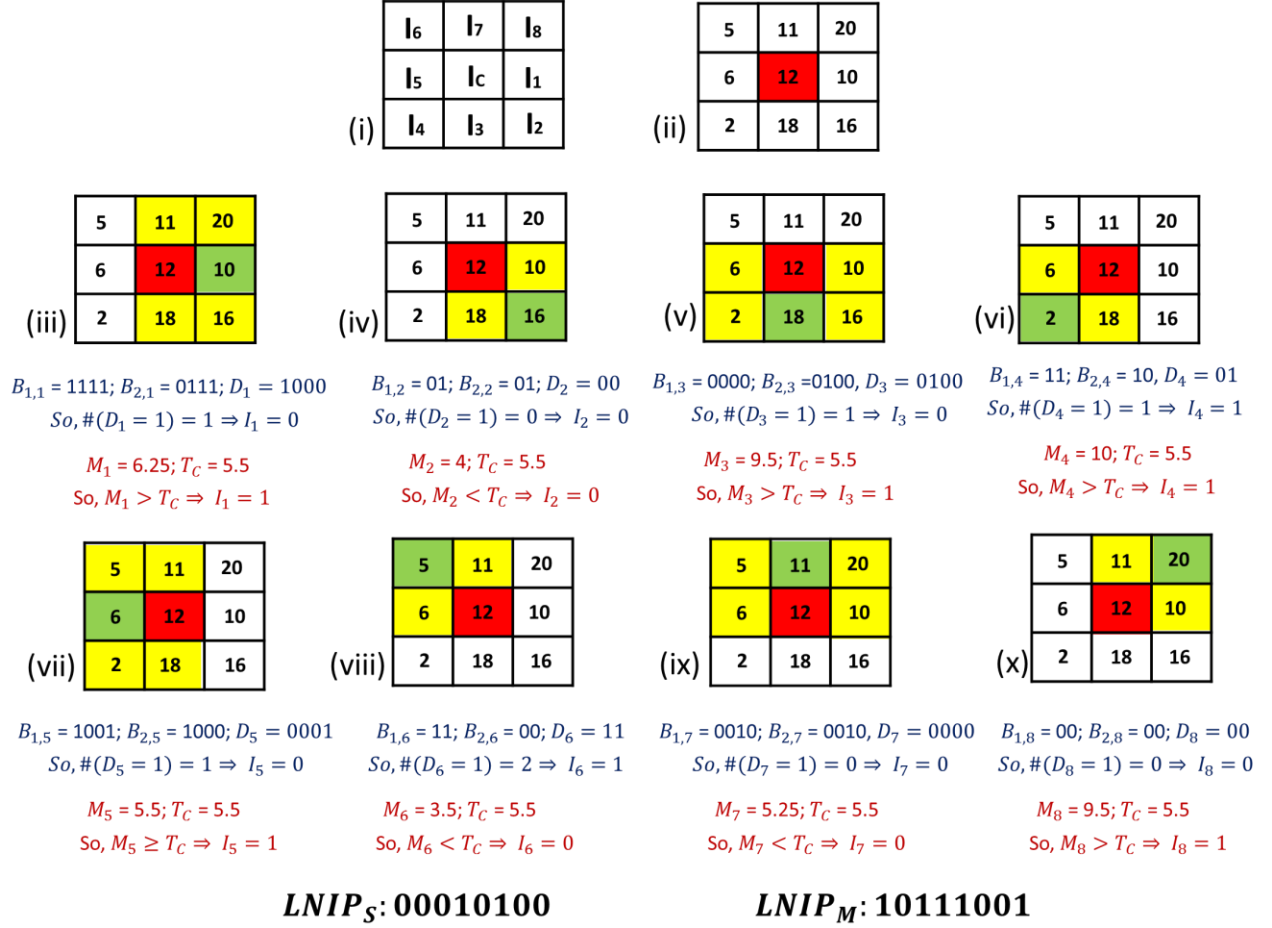 I6 I7 I8
I5 IC I1
I4 I3 I2
(i)
5 11 20
6 12 10
2 18 16
(ii)
5 11 20
6 12 10
2 18 16
(iii)
B1,1 = 1111; B2,1 = 0111; D1 = 1000
So, #(D1 = 1) = 1 ⇒ I1 = 0
M1 = 6.25; TC = 5.5
So, M1 > TC ⇒ I1 = 1
5 11 20
6 12 10
2 18 16
(iv)
B1,2 = 01; B2,2 = 01; D2 = 00
So, #(D2 = 1) = 0 ⇒ I2 = 0
M2 = 4; TC = 5.5
So, M2 < TC ⇒ I2 = 0
5 11 20
6 12 10
2 18 16
(v)
B1,3 = 0000; B2,3 =0100, D3 = 0100
So, #(D3 = 1) = 1 ⇒ I3 = 0
M3 = 9.5; TC = 5.5
So, M3 > TC ⇒ I3 = 1
5 11 20
6 12 10
2 18 16
(vi)
B1,4 = 11; B2,4 = 10, D4 = 01
So, #(D4 = 1) = 1 ⇒ I4 = 1
M4 = 10; TC = 5.5
So, M4 > TC ⇒ I4 = 1
5 11 20
6 12 10
2 18 16
(vii)
B1,5 = 1001; B2,5 = 1000; D5 = 0001
So, #(D5 = 1) = 1 ⇒ I5 = 0
M5 = 5.5; TC = 5.5
So, M5 ≥ TC ⇒ I5 = 1
5 11 20
6 12 10
2 18 16
(viii)
B1,6 = 11; B2,6 = 00; D6 = 11
So, #(D6 = 1) = 2 ⇒ I6 = 1
M6 = 3.5; TC = 5.5
So, M6 < TC ⇒ I6 = 0
5 11 20
6 12 10
2 18 16
(ix)
B1,7 = 0010; B2,7 = 0010, D7 = 0000
So, #(D7 = 1) = 0 ⇒ I7 = 0
M7 = 5.25; TC = 5.5
So, M7 < TC ⇒ I7 = 0
5 11 20
6 12 10
2 18 16
(x)
B1,8 = 00; B2,8 = 00; D8 = 00
So, #(D8 = 1) = 0 ⇒ I8 = 0
M8 = 9.5; TC = 5.5
So, M8 > TC ⇒ I8 = 1
LNIPS: 00010100
LNIPM: 10111001